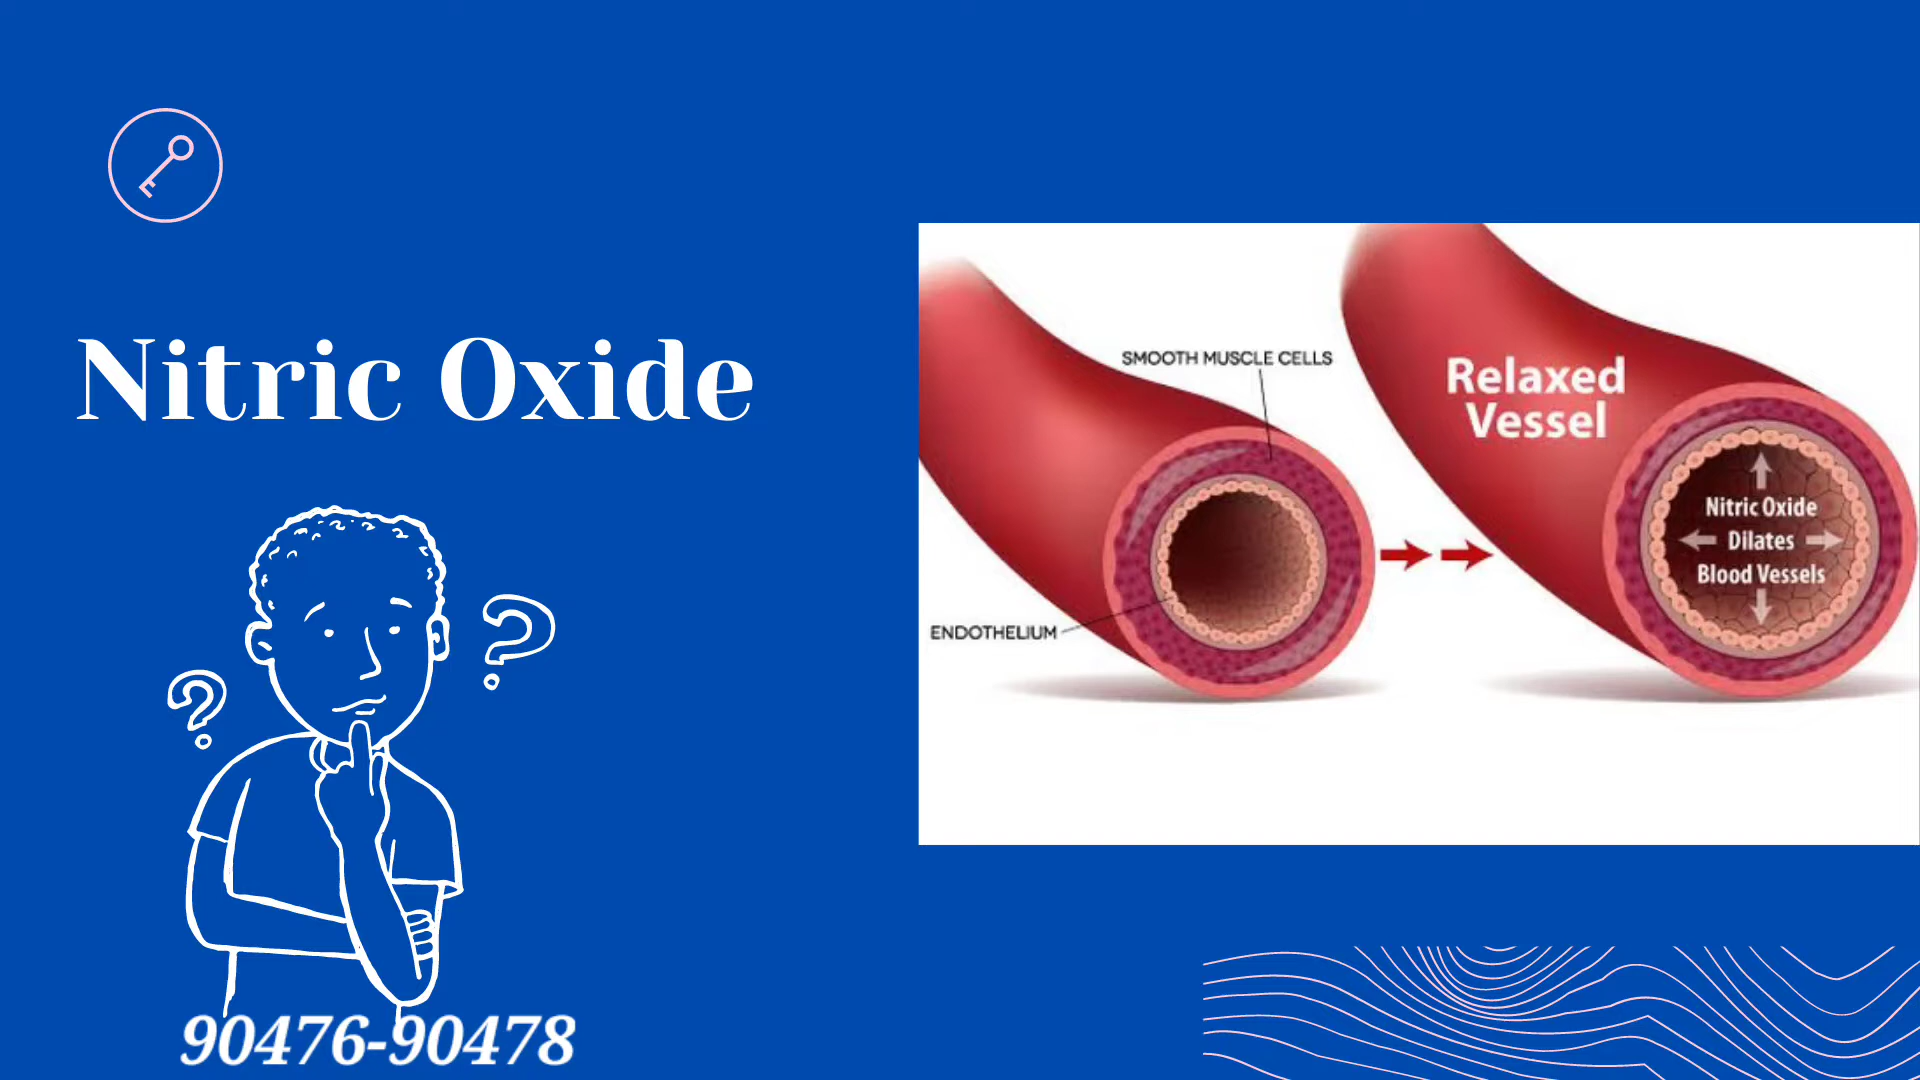 Nitric Oxide
SMOOTH MUSCLE CELLS
ENDOTHELIUM
Relaxed
Vessel
Nitric Oxide
Dilates
Blood Vessels
?
?
90476-90478